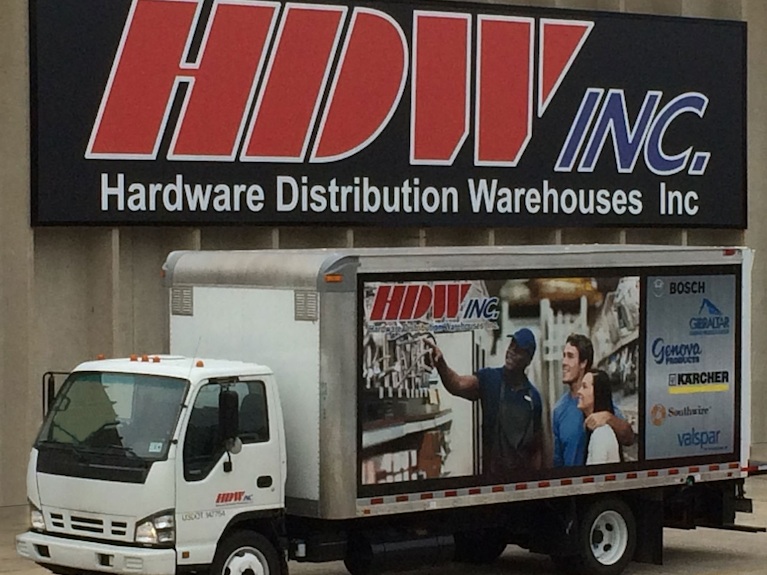 HDW INC.
Hardware Distribution Warehouses Inc
HDW INC.
BOSCH
GIBRALTAR
Genova
PRODUCTS
KÄRCHER
Southwire
valspar
HDW INC.